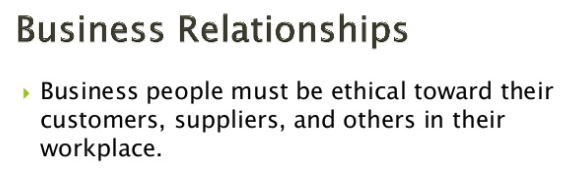 Business Relationships
Business people must be ethical toward their
customers, suppliers, and others in their
workplace.